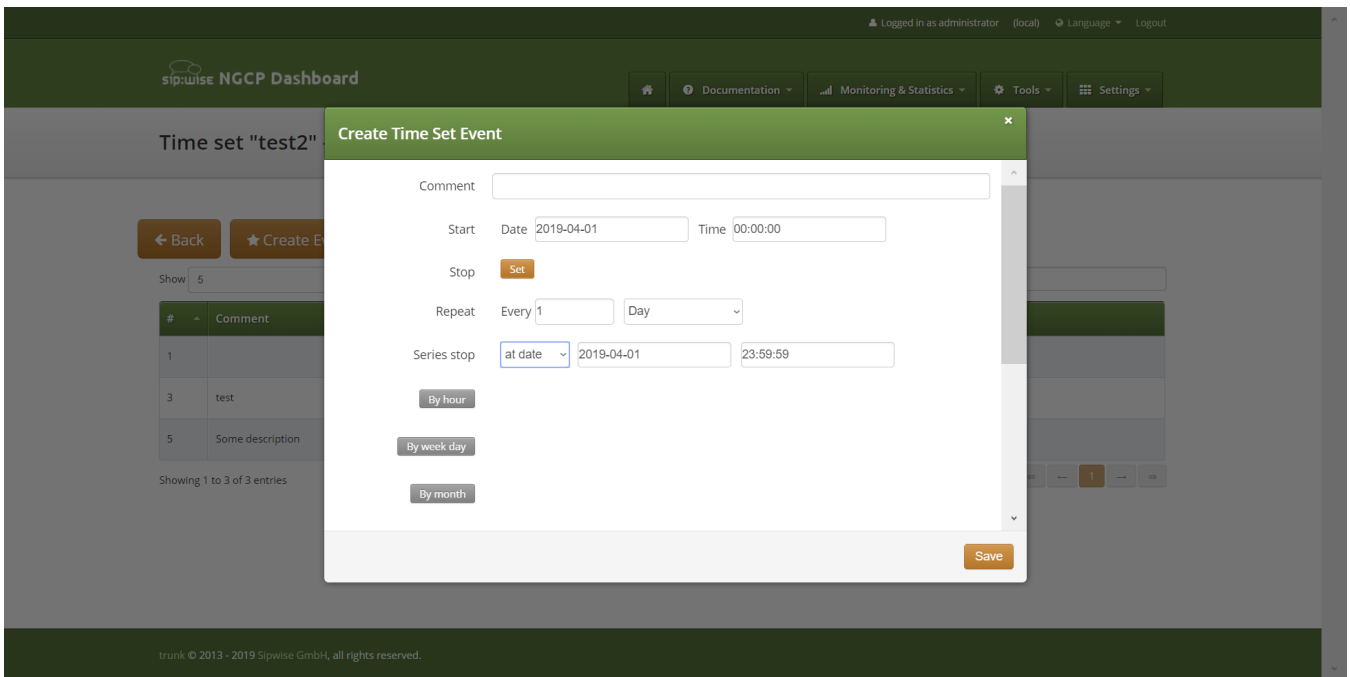 Logged in as administrator (local) Language Logout
sip:wise NGCP Dashboard
Documentation Monitoring & Statistics Tools Settings
Time set "test2"
Create Time Set Event
Comment
Start Date 2019-04-01 Time 00:00:00
Stop Set
Repeat Every 1 Day
Series stop at date 2019-04-01 23:59:59
By hour
By week day
By month
Save
Back Create E
Show 5
# Comment
1
3 test
5 Some description
Showing 1 to 3 of 3 entries
← 1 →
trunk © 2013 - 2019 Sipwise GmbH, all rights reserved.